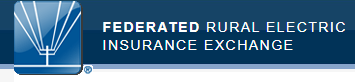 FEDERATED RURAL ELECTRIC
INSURANCE EXCHANGE
®